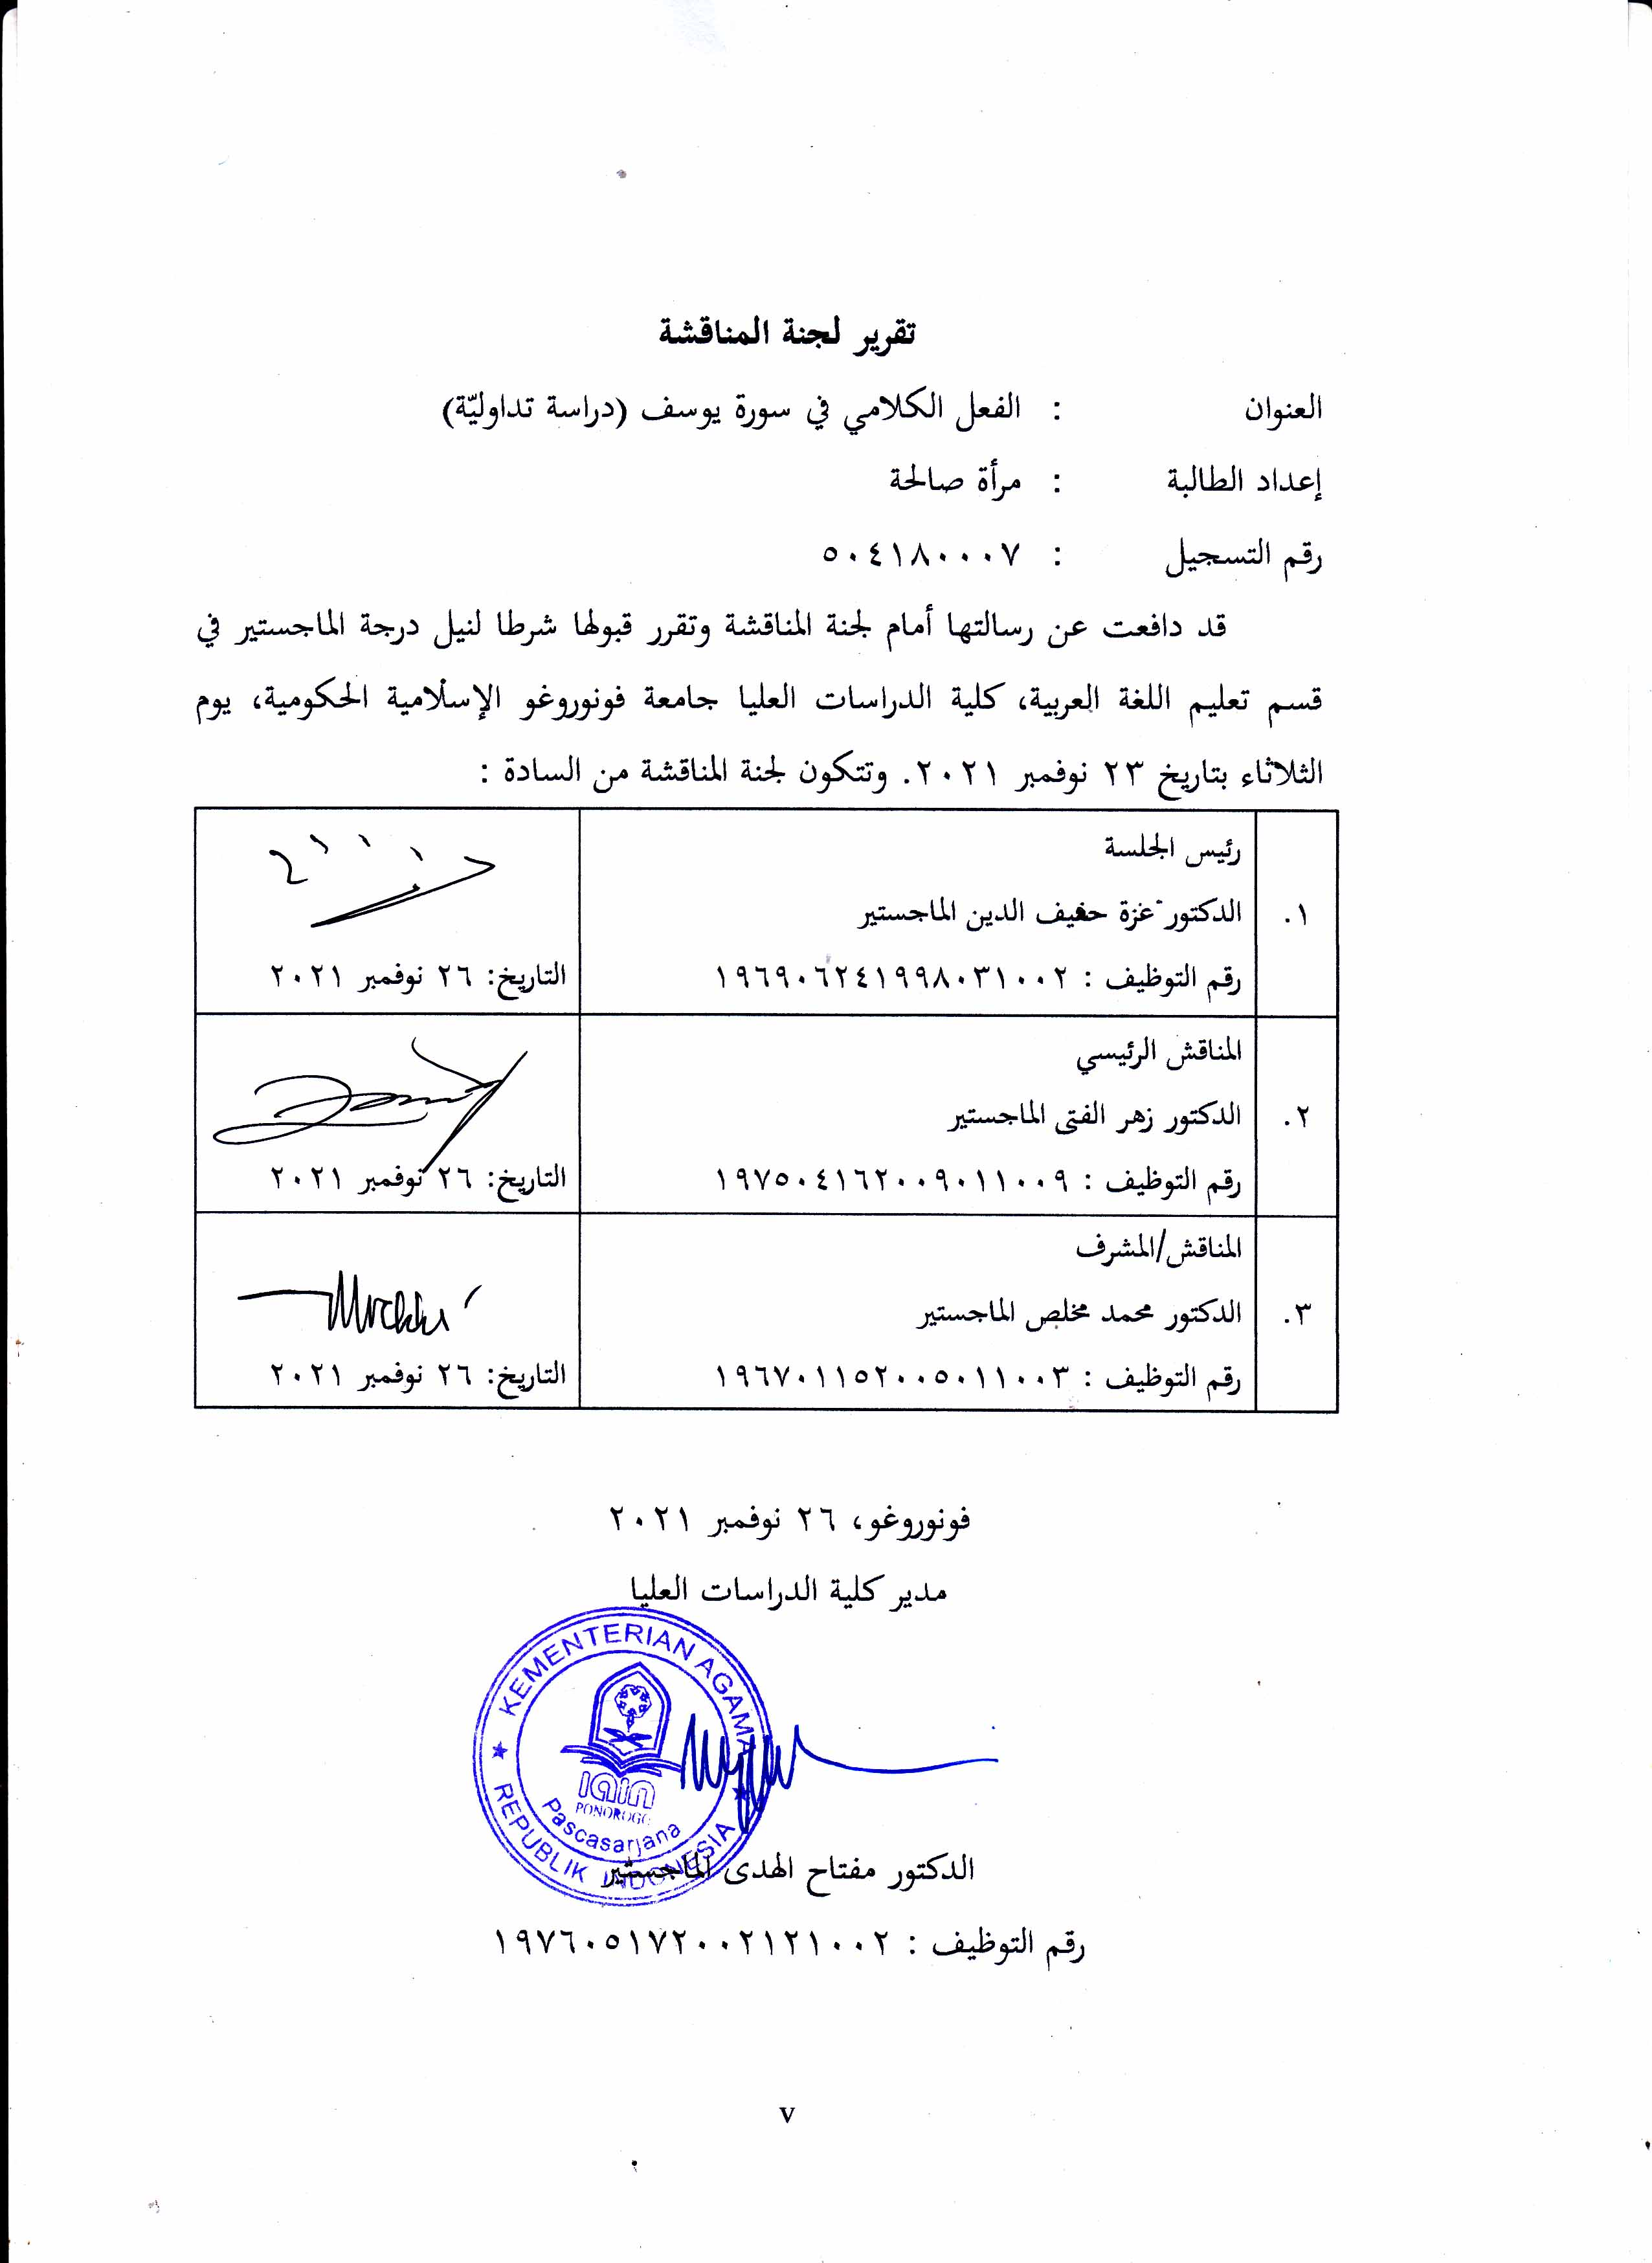 تقرير لجنة المناقشة
العنوان : الفعل الكلامي في سورة يوسف (دراسة تداوليّة)
إعداد الطالبة : مرأة صالحة
رقم التسجيل : ٥٠٤١٨٠٠٠٧
قد دافعت عن رسالتها أمام لجنة المناقشة وتقرر قبولها شرطا لنيل درجة الماجستير في
قسم تعليم اللغة العربية، كلية الدراسات العليا جامعة فونوروغو الإسلامية الحكومية، يوم
الثلاثاء بتاريخ ٢٣ نوفمبر ٢٠٢١. وتتكون لجنة المناقشة من السادة :
١.
رئيس الجلسة
الدكتور عزة حفيف الدين الماجستير
رقم التوظيف : ١٩٦٩٠٦٢٤١٩٩٨٠٣١٠٠٢
التاريخ: ٢٦ نوفمبر ٢٠٢١
٢.
المناقش الرئيسي
الدكتور زهر الفتى الماجستير
رقم التوظيف : ١٩٧٥٠٤١٦٢٠٠٩٠١١٠٠٩
التاريخ: ٢٦ نوفمبر ٢٠٢١
٣.
المناقش/المشرف
الدكتور محمد مخلص الماجستير
رقم التوظيف : ١٩٦٧٠١١٥٢٠٠٥٠١١٠٠٣
التاريخ: ٢٦ نوفمبر ٢٠٢١
فونوروغو، ٢٦ نوفمبر ٢٠٢١
مدير كلية الدراسات العليا
KEMENTERIAN AGAMA
iain
PONOROGO
Pascasarjana
REPUBLIK INDONESIA
الدكتور مفتاح الهدى الماجستير
رقم التوظيف : ١٩٧٦٠٥١٧٢٠٠٢١٢١٠٠٢
v